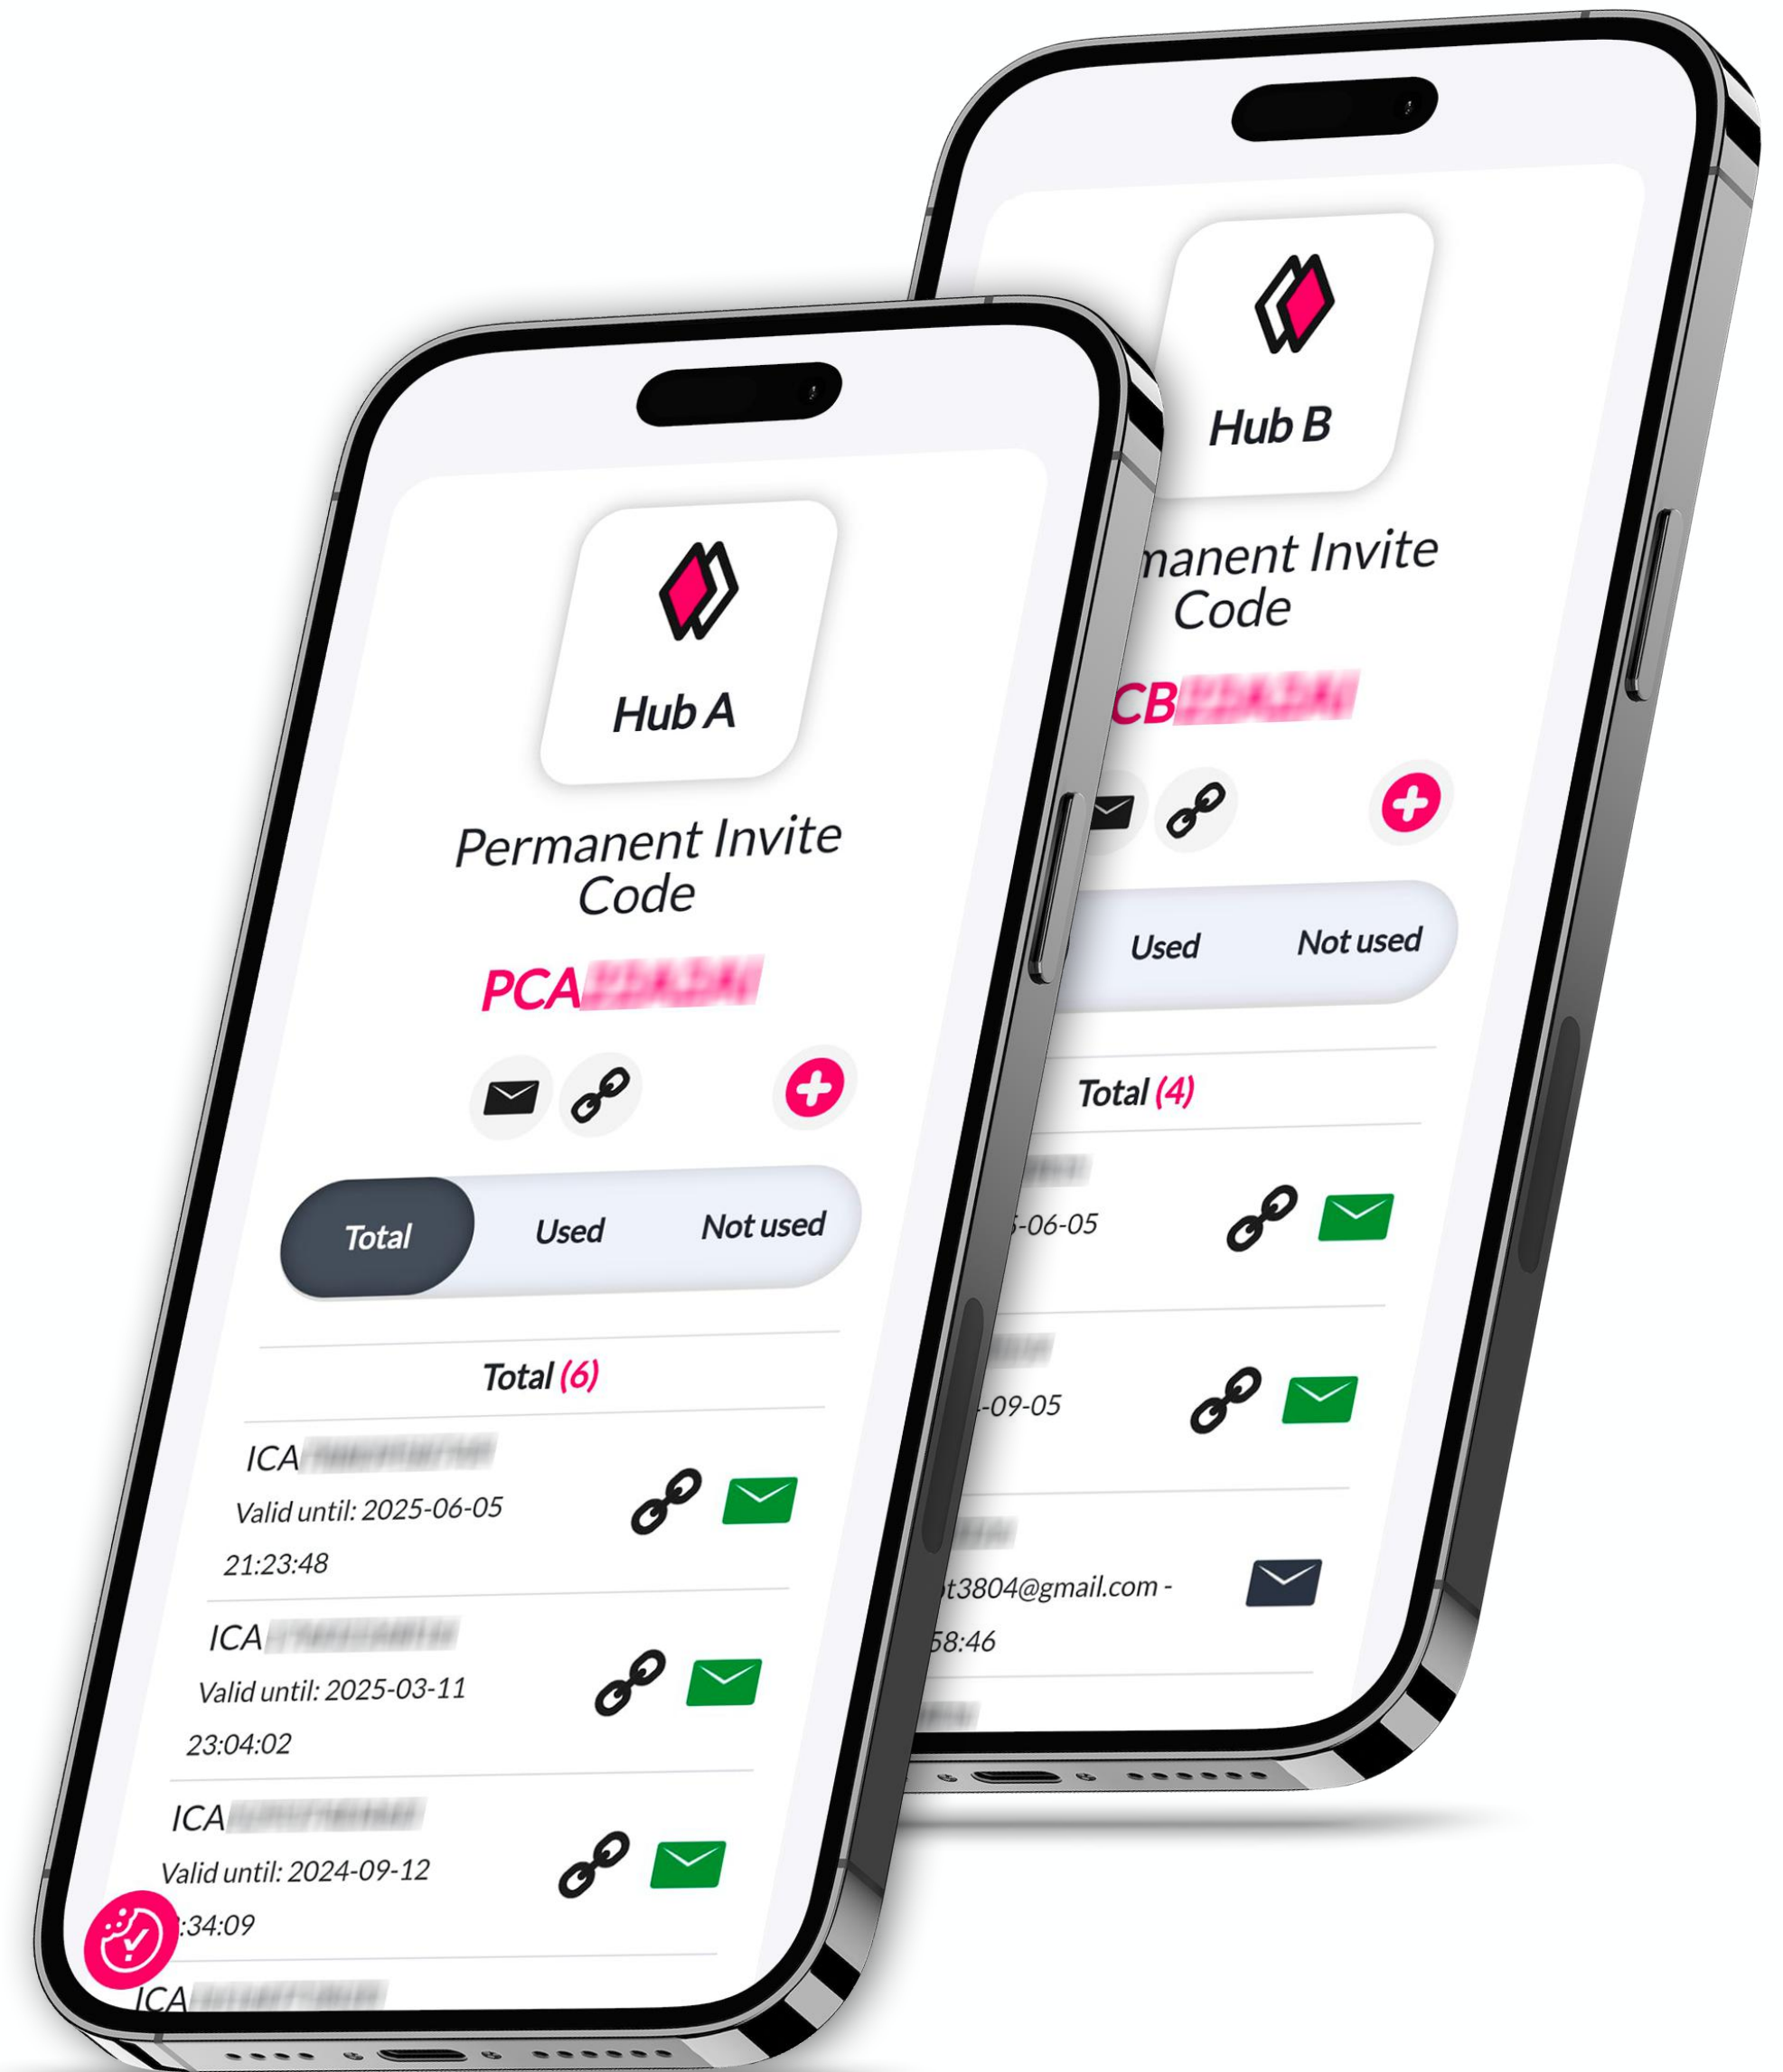 Hub A
Permanent Invite
Code
PCA
Total
Used
Not used
Total (6)
ICA
Valid until: 2025-06-05
21:23:48
ICA
Valid until: 2025-03-11
23:04:02
ICA
Valid until: 2024-09-12
:34:09
ICA
Hub B
manent Invite
Code
CB
Used
Not used
Total (4)
-06-05
-09-05
t3804@gmail.com -
58:46